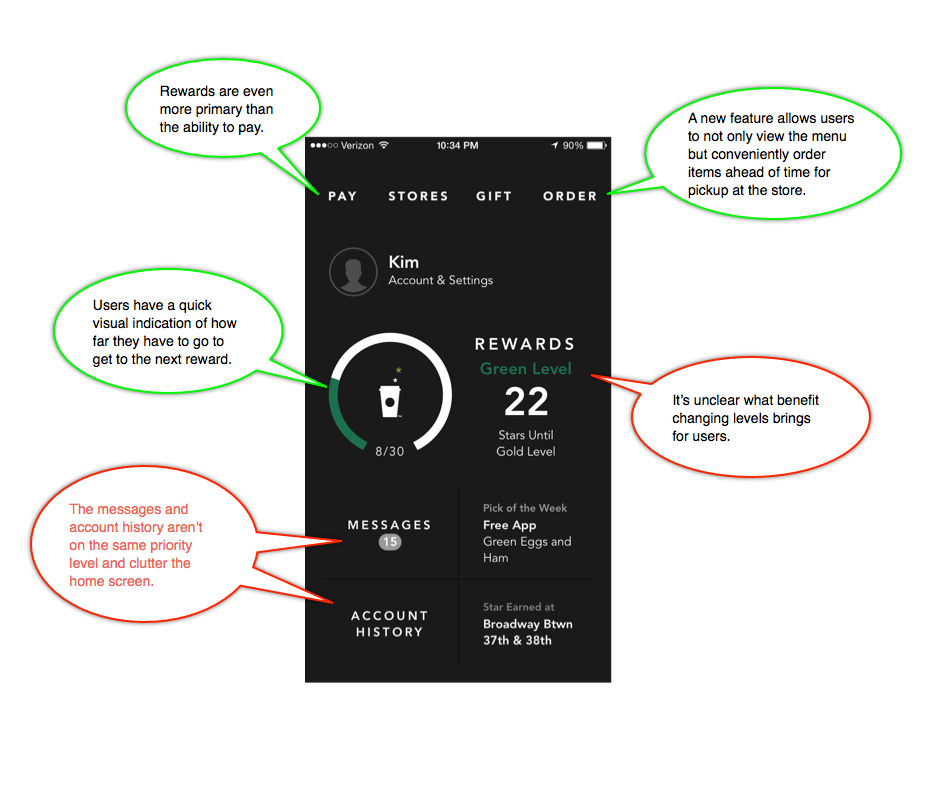 Rewards are even
more primary than
the ability to pay.
A new feature allows users
to not only view the menu
but conveniently order
items ahead of time for
pickup at the store.
Verizon 10:34 PM 90%
PAY STORES GIFT ORDER
Kim
Account & Settings
Users have a quick
visual indication of how
far they have to go to
get to the next reward.
8/30
REWARDS
Green Level
22
Stars Until
Gold Level
It’s unclear what benefit
changing levels brings
for users.
The messages and
account history aren’t
on the same priority
level and clutter the
home screen.
MESSAGES
15
Pick of the Week
Free App
Green Eggs and
Ham
ACCOUNT
HISTORY
Star Earned at
Broadway Btwn
37th & 38th